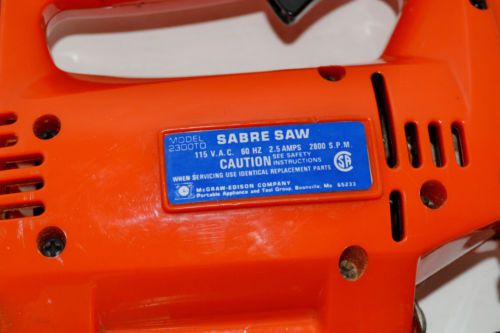 MODEL 2300TO
SABRE SAW
115 V.A.C. 60 HZ 2.5 AMPS 2800 S.P.M.
CAUTION SEE SAFETY INSTRUCTIONS
WHEN SERVICING USE IDENTICAL REPLACEMENT PARTS
McGRAW-EDISON COMPANY
Portable Appliance and Tool Group, Boonville, Mo 65233